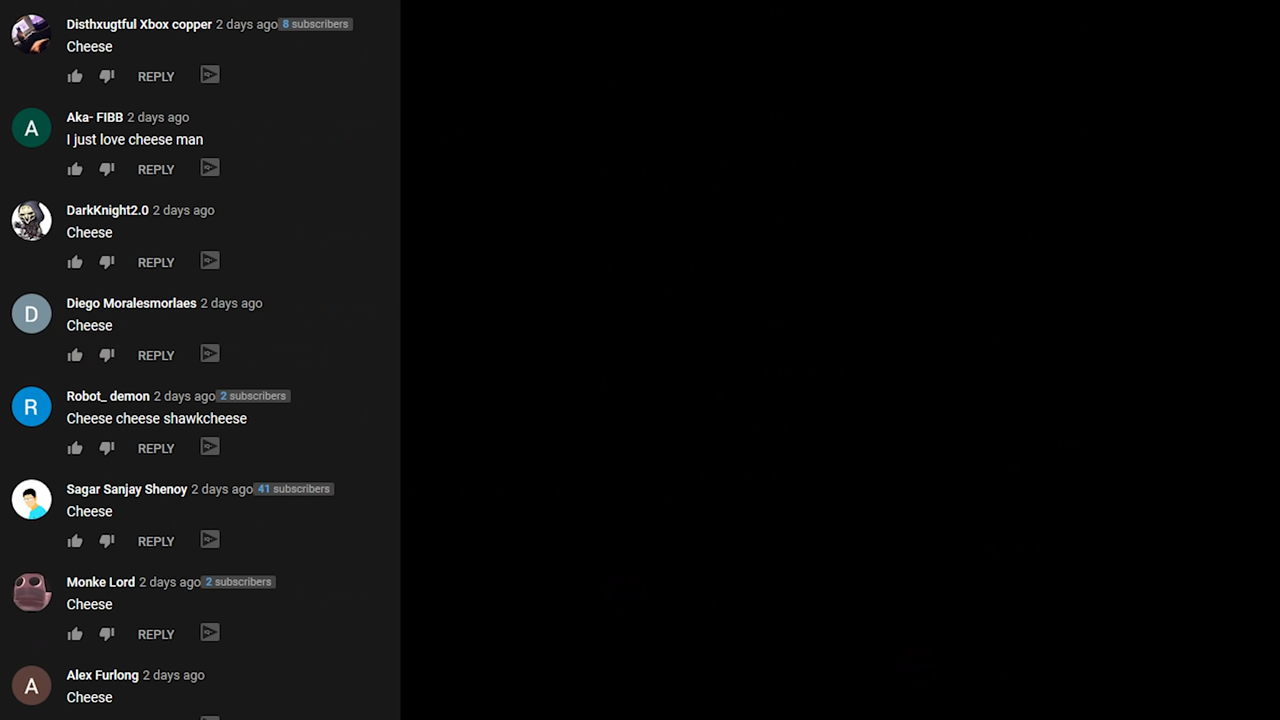 Disthxugtful Xbox copper 2 days ago 8 subscribers
Cheese
REPLY
A
Aka- FIBB 2 days ago
I just love cheese man
REPLY
DarkKnight2.0 2 days ago
Cheese
REPLY
D
Diego Moralesmorlaes 2 days ago
Cheese
REPLY
R
Robot_ demon 2 days ago 2 subscribers
Cheese cheese shawkcheese
REPLY
Sagar Sanjay Shenoy 2 days ago 41 subscribers
Cheese
REPLY
Monke Lord 2 days ago 2 subscribers
Cheese
REPLY
A
Alex Furlong 2 days ago
Cheese